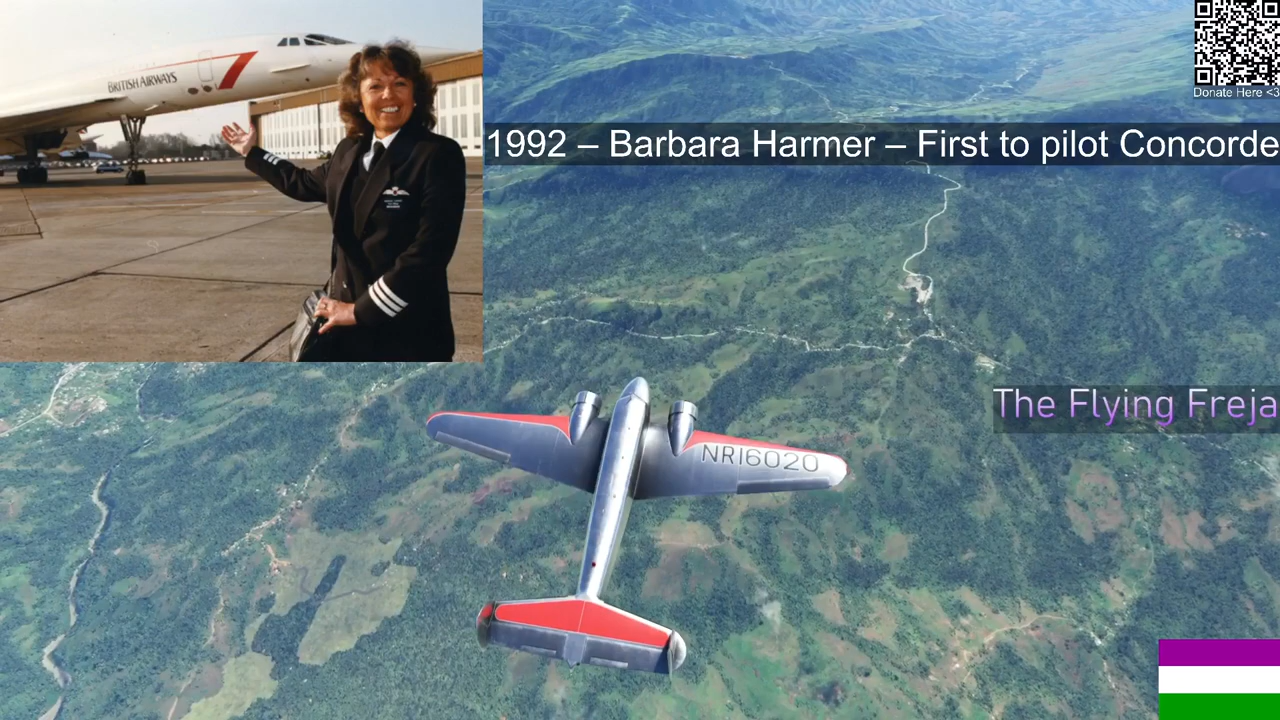 BRITISH AIRWAYS
Donate Here <3
1992 – Barbara Harmer – First to pilot Concorde
The Flying Freja
NR16020